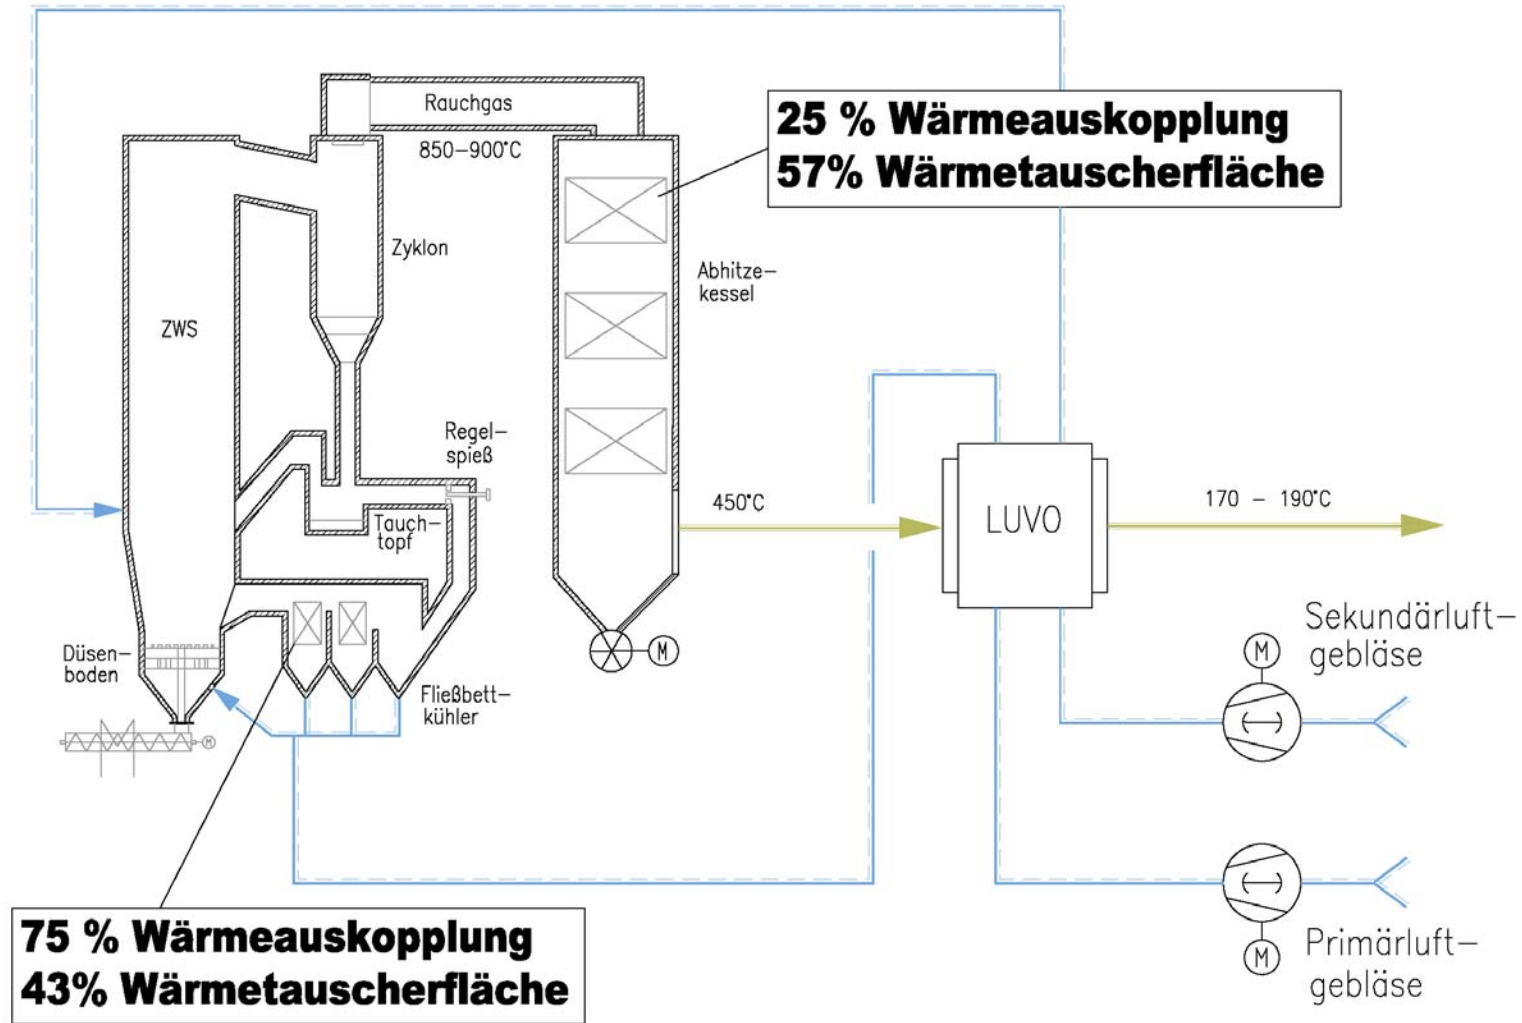 Rauchgas
850-900°C
25 % Wärmeauskopplung
57% Wärmetauscherfläche
Zyklon
Abhitze-
kessel
ZWS
Regel-
spieß
Tauch-
topf
450°C
LUVO
170 - 190°C
Düsen-
boden
M
Fließbett-
kühler
M
M
Sekundärluft-
gebläse
75 % Wärmeauskopplung
43% Wärmetauscherfläche
M
Primärluft-
gebläse